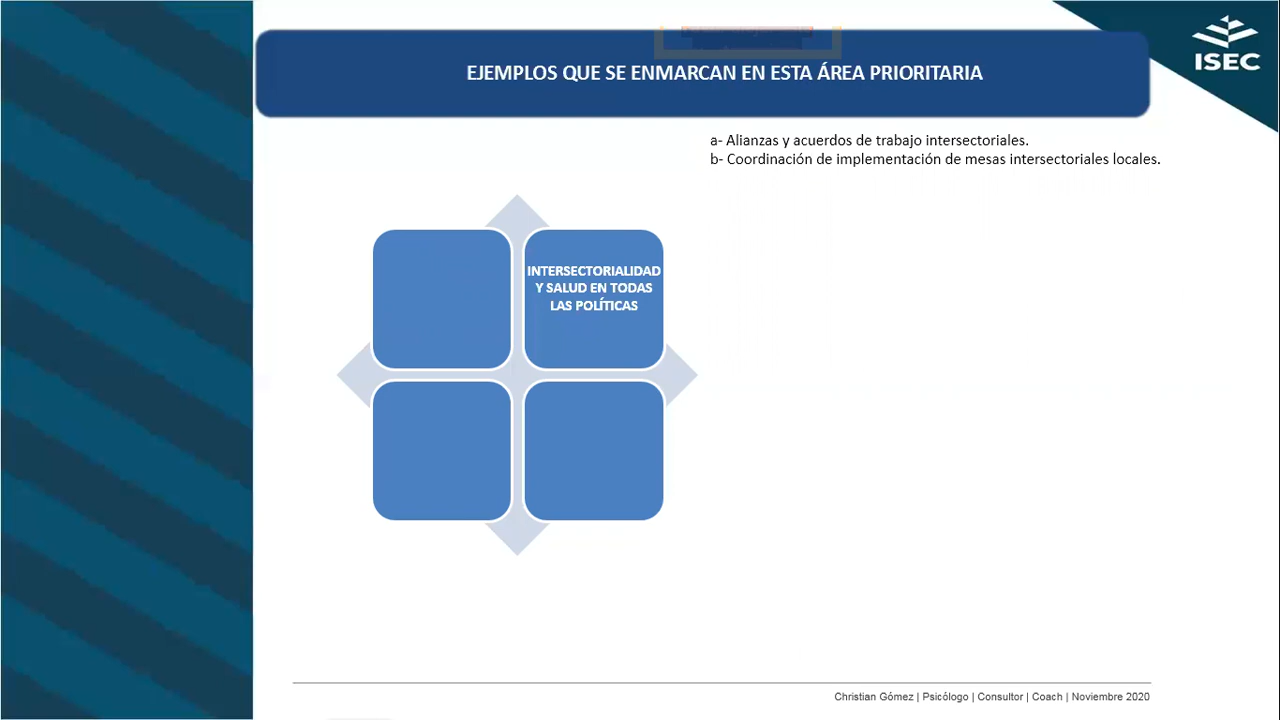 ISEC
EJEMPLOS QUE SE ENMARCAN EN ESTA ÁREA PRIORITARIA
a- Alianzas y acuerdos de trabajo intersectoriales.
b- Coordinación de implementación de mesas intersectoriales locales.
INTERSECTORIALIDAD
Y SALUD EN TODAS
LAS POLÍTICAS
Christian Gómez | Psicólogo | Consultor | Coach | Noviembre 2020